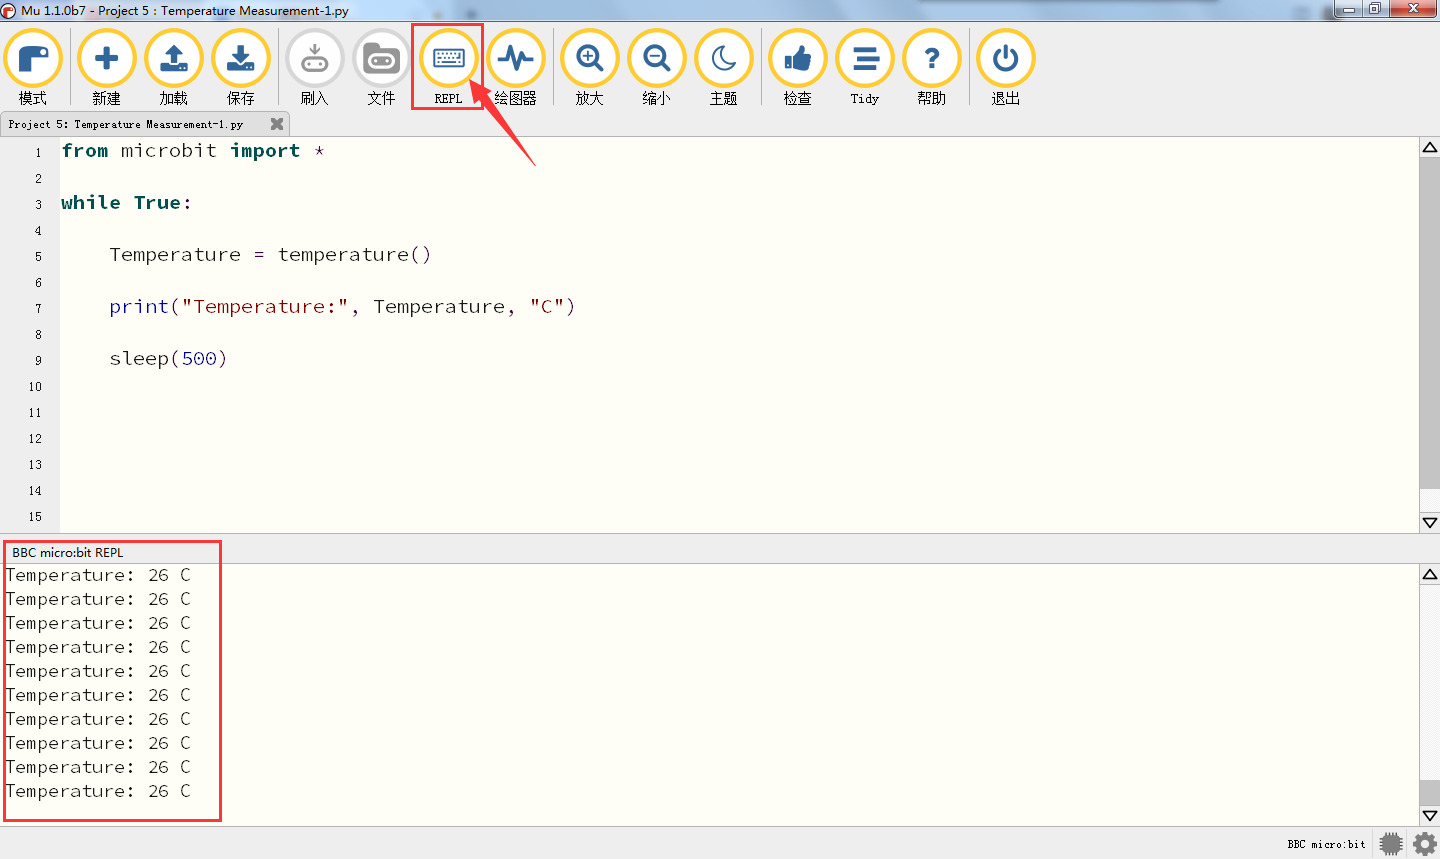 Mu 1.1.0b7 - Project 5 : Temperature Measurement-1.py
模式 新建 加载 保存 刷入 文件 REPL 绘图器 放大 缩小 主题 检查 Tidy 帮助 退出
Project 5: Temperature Measurement-1.py
1 from microbit import *
2
3 while True:
4
5 Temperature = temperature()
6
7 print("Temperature:", Temperature, "C")
8
9 sleep(500)
10
11
12
13
14
15
BBC micro:bit REPL
Temperature: 26 C
Temperature: 26 C
Temperature: 26 C
Temperature: 26 C
Temperature: 26 C
Temperature: 26 C
Temperature: 26 C
Temperature: 26 C
Temperature: 26 C
Temperature: 26 C
BBC micro:bit